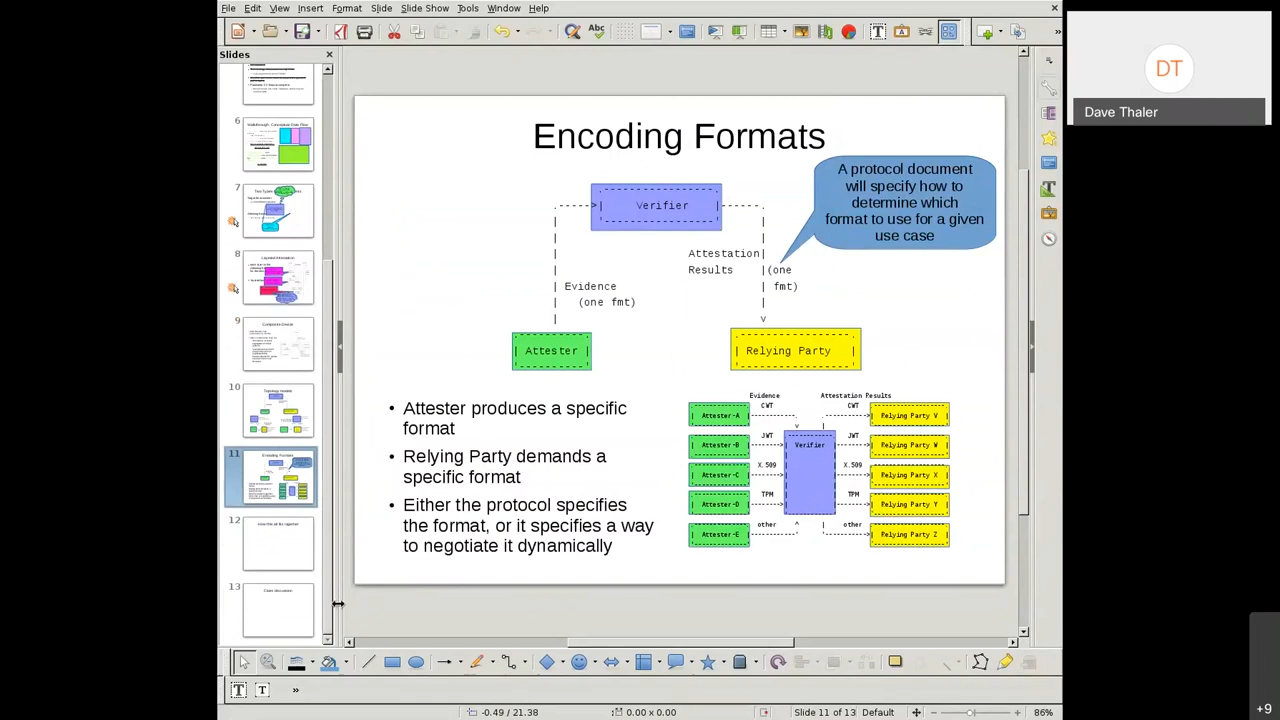 File Edit View Insert Format Slide Slide Show Tools Window Help
Slides
6
7
8
9
10
11
12
13
Encoding Formats
A protocol document
will specify how to
determine which
format to use for a given
use case
Verifier
Attestation
Results
(one
fmt)
Evidence
(one fmt)
v
Attester
Relying Party
• Attester produces a specific
format
• Relying Party demands a
specific format
• Either the protocol specifies
the format, or it specifies a way
to negotiate it dynamically
Evidence Attestation Results
CWT CWT
Attester-A Relying Party V
JWT JWT
Attester-B Verifier Relying Party W
X.509 X.509
Attester-C Relying Party X
TPM TPM
Attester-D Relying Party Y
other other
Attester-E Relying Party Z
-0.49 / 21.38 0.00 x 0.00 Slide 11 of 13 Default 86%
DT
Dave Thaler
+9